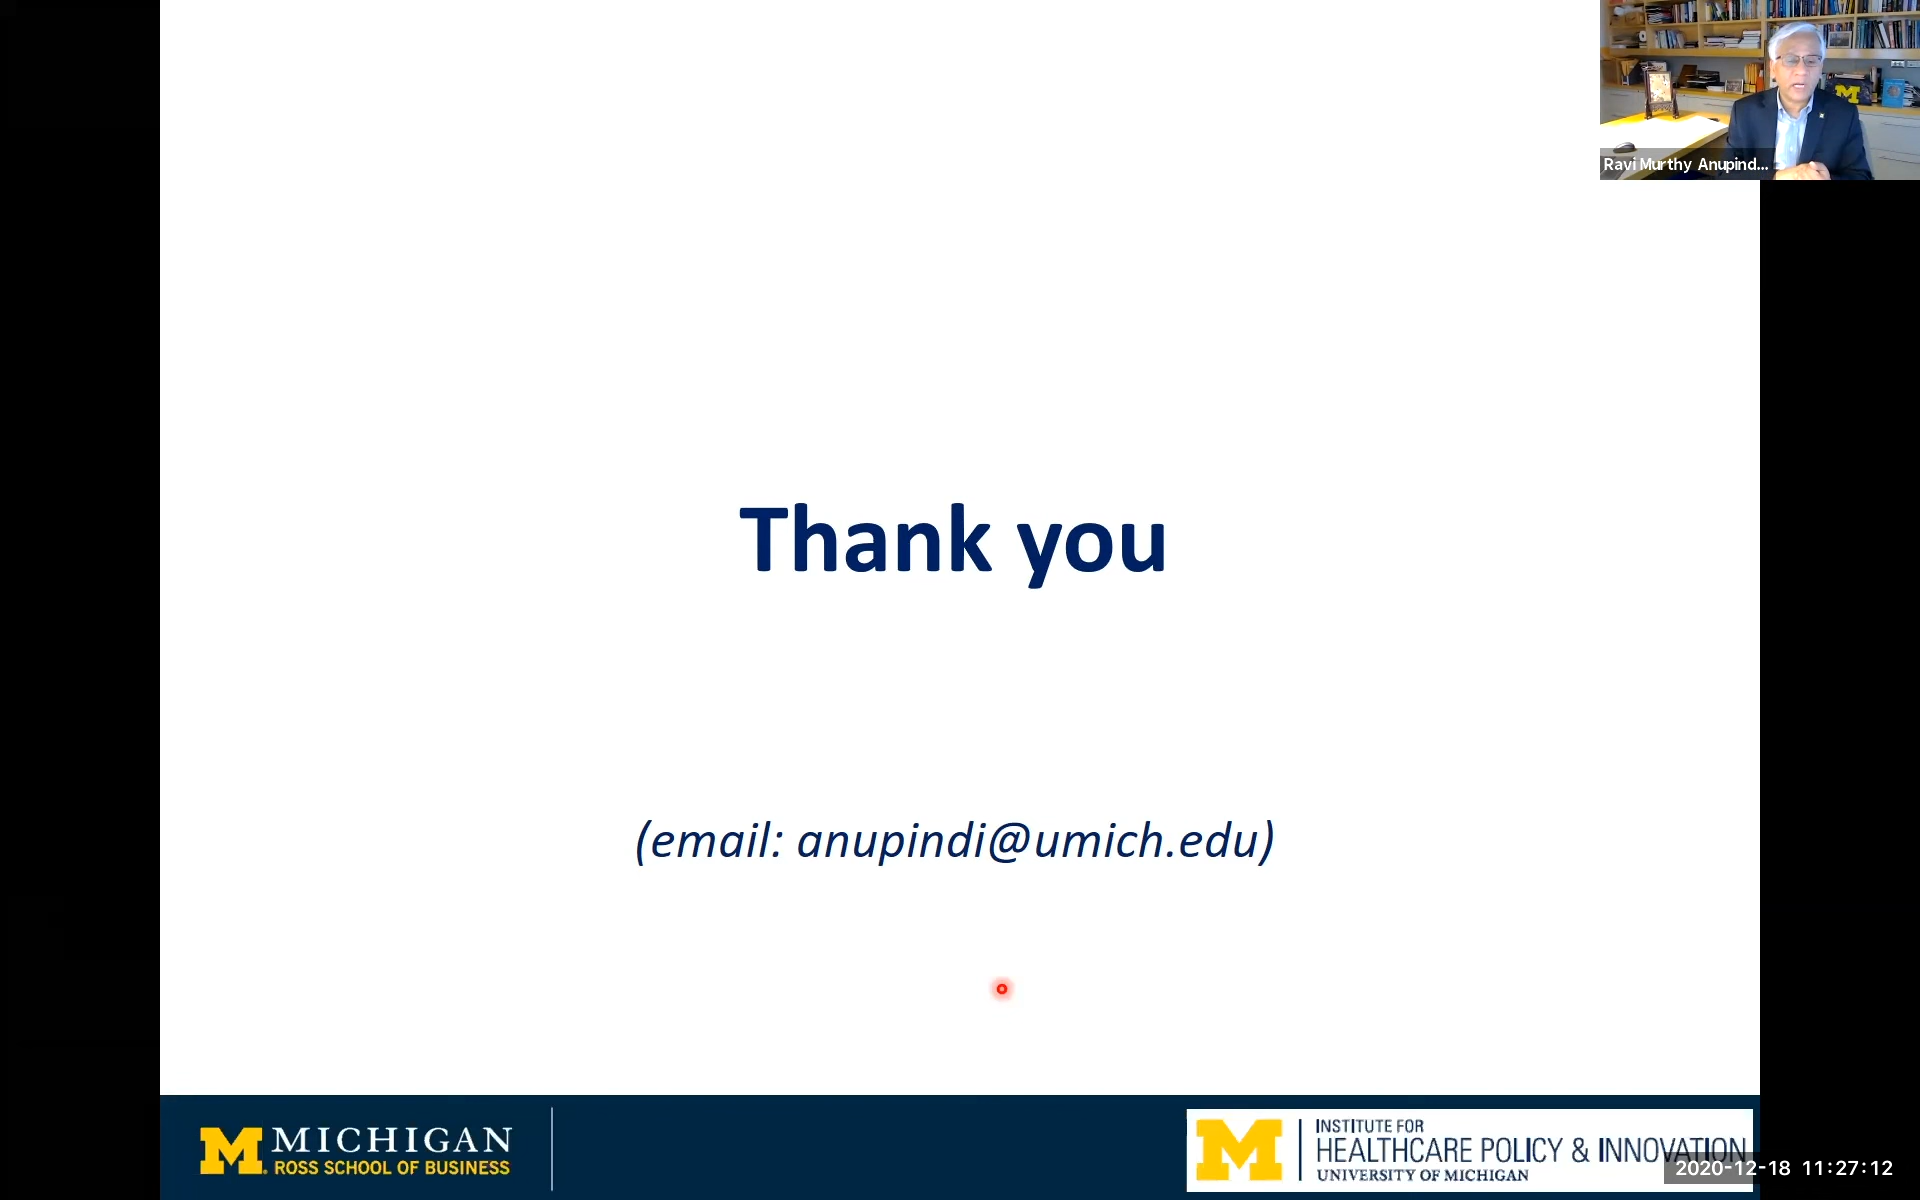 Ravi Murthy Anupind...
Thank you
(email: anupindi@umich.edu)
M MICHIGAN
ROSS SCHOOL OF BUSINESS
M
INSTITUTE FOR
HEALTHCARE POLICY & INNOVATION
UNIVERSITY OF MICHIGAN
2020-12-18 11:27:12